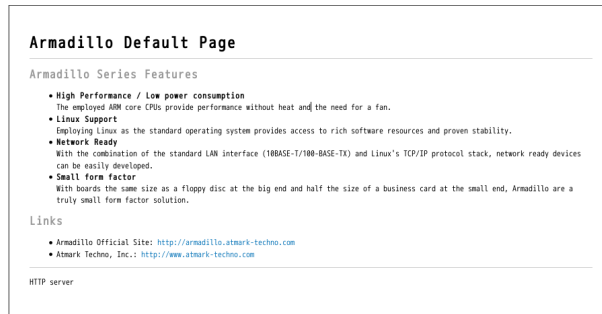 Armadillo Default Page
Armadillo Series Features
• High Performance / Low power consumption
The employed ARM core CPUs provide performance without heat and the need for a fan.
• Linux Support
Employing Linux as the standard operating system provides access to rich software resources and proven stability.
• Network Ready
With the combination of the standard LAN interface (10BASE-T/100-BASE-TX) and Linux's TCP/IP protocol stack, network ready devices
can be easily developed.
• Small form factor
With boards the same size as a floppy disc at the big end and half the size of a business card at the small end, Armadillo are a
truly small form factor solution.
Links
• Armadillo Official Site: http://armadillo.atmark-techno.com
• Atmark Techno, Inc.: http://www.atmark-techno.com
HTTP server